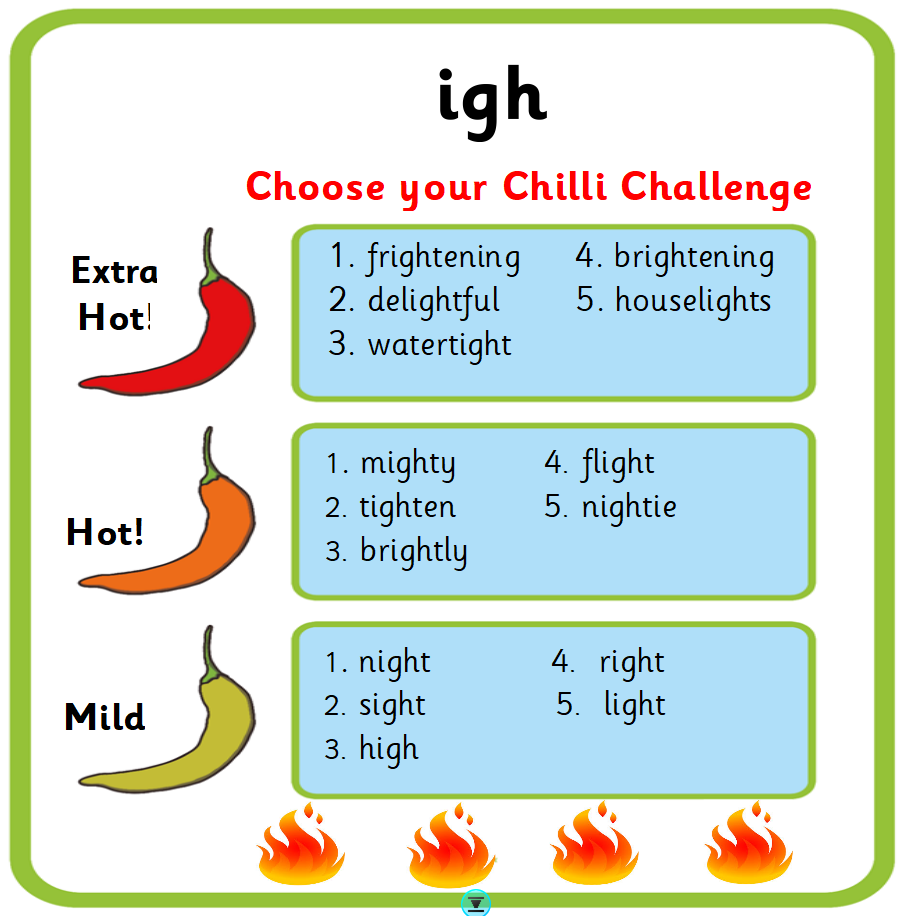 igh
Choose your Chilli Challenge
Extra
Hot!
1. frightening 4. brightening
2. delightful 5. houselights
3. watertight
Hot!
1. mighty 4. flight
2. tighten 5. nightie
3. brightly
Mild
1. night 4. right
2. sight 5. light
3. high